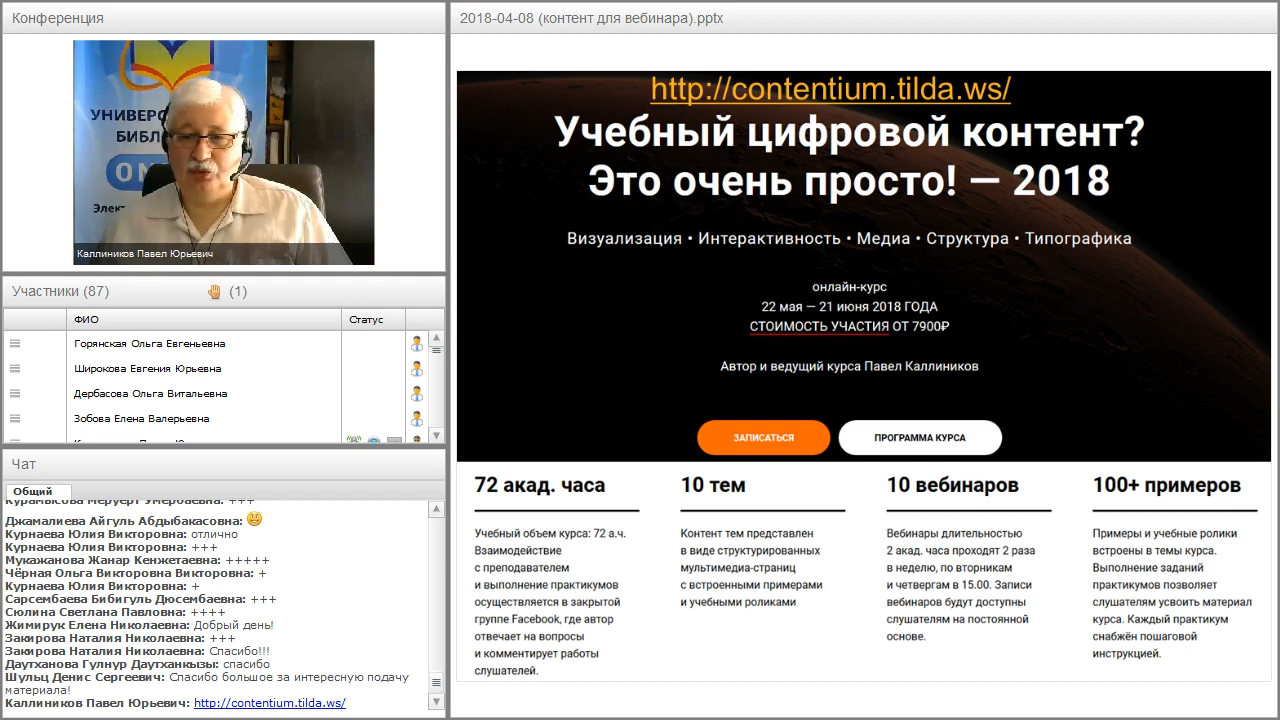 Конференция
УНИВЕРС
БИБЛ
Каллиников Павел Юрьевич
Участники (87)
(1)
ФИО
Статус
Горянская Ольга Евгеньевна
Широкова Евгения Юрьевна
Дербасова Ольга Витальевна
Зобова Елена Валерьевна
Чат
Общий
Курамысова Меруерт Умербаевна: +++
Джамалиева Айгуль Абдыбакасовна:
Курнаева Юлия Викторовна: отлично
Курнаева Юлия Викторовна: +++
Мукажанова Жанар Кенжетаевна: +++++
Чёрная Ольга Викторовна Викторовна: +
Курнаева Юлия Викторовна: +
Сарсембаева Бибигуль Дюсембаевна: +++
Сюлина Светлана Павловна: ++++
Жимирук Елена Николаевна: Добрый день!
Закирова Наталия Николаевна: +++
Закирова Наталия Николаевна: Спасибо!!!
Даутханова Гулнур Даутханкызы: спасибо
Шульц Денис Сергеевич: Спасибо большое за интересную подачу
материала!
Каллиников Павел Юрьевич: http://contentium.tilda.ws/
2018-04-08 (контент для вебинара).pptx
http://contentium.tilda.ws/
Учебный цифровой контент?
Это очень просто! — 2018
Визуализация • Интерактивность • Медиа • Структура • Типографика
онлайн-курс
22 мая — 21 июня 2018 ГОДА
СТОИМОСТЬ УЧАСТИЯ ОТ 7900₽
Автор и ведущий курса Павел Каллиников
ЗАПИСАТЬСЯ
ПРОГРАММА КУРСА
72 акад. часа
Учебный объем курса: 72 а.ч.
Взаимодействие
с преподавателем
и выполнение практикумов
осуществляется в закрытой
группе Facebook, где автор
отвечает на вопросы
и комментирует работы
слушателей.
10 тем
Контент тем представлен
в виде структурированных
мультимедиа-страниц
с встроенными примерами
и учебными роликами
10 вебинаров
Вебинары длительностью
2 акад. часа проходят 2 раза
в неделю, по вторникам
и четвергам в 15.00. Записи
вебинаров будут доступны
слушателям на постоянной
основе.
100+ примеров
Примеры и учебные ролики
встроены в темы курса.
Выполнение заданий
практикумов позволяет
слушателям усвоить материал
курса. Каждый практикум
снабжён пошаговой
инструкцией.